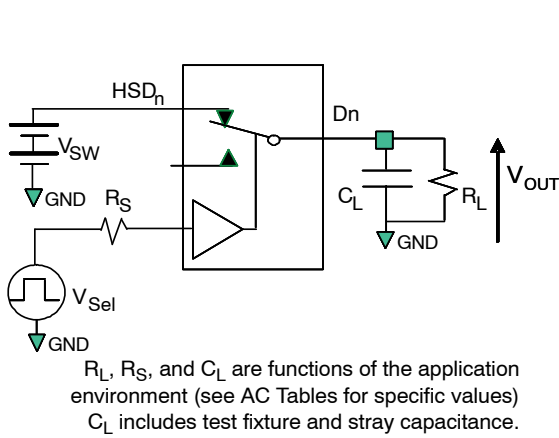 HSDn
Dn
VSW
GND
RS
CL
RL
VOUT
GND
VSel
GND
RL, RS, and CL are functions of the application
environment (see AC Tables for specific values)
CL includes test fixture and stray capacitance.